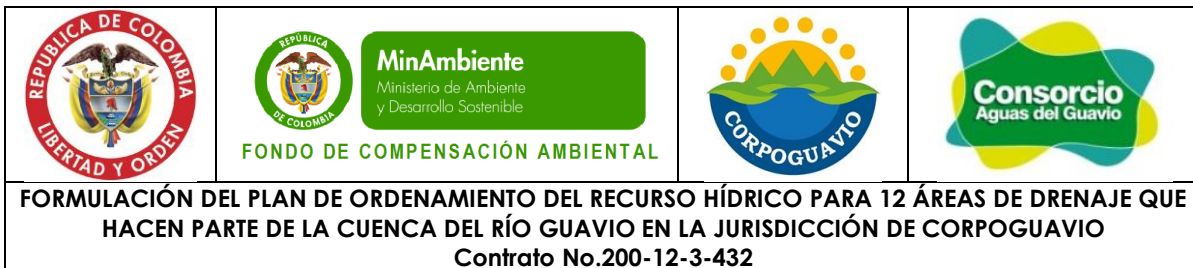 REPUBLICA DE COLOMBIA
LIBERTAD Y ORDEN
REPÚBLICA
DE COLOMBIA
MinAmbiente
Ministerio de Ambiente
y Desarrollo Sostenible
FONDO DE COMPENSACIÓN AMBIENTAL
CORPOGUAVIO
Consorcio
Aguas del Guavio
FORMULACIÓN DEL PLAN DE ORDENAMIENTO DEL RECURSO HÍDRICO PARA 12 ÁREAS DE DRENAJE QUE
HACEN PARTE DE LA CUENCA DEL RÍO GUAVIO EN LA JURISDICCIÓN DE CORPOGUAVIO
Contrato No.200-12-3-432